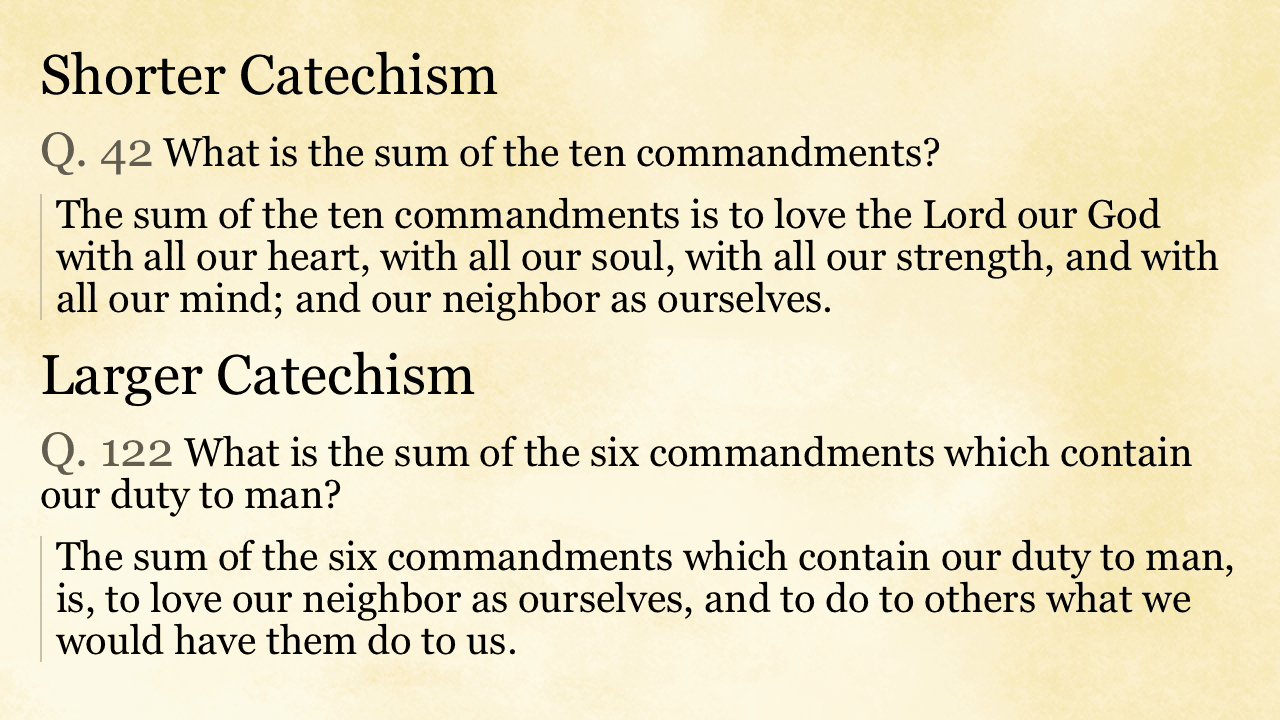 Shorter Catechism
Q. 42 What is the sum of the ten commandments?
The sum of the ten commandments is to love the Lord our God
with all our heart, with all our soul, with all our strength, and with
all our mind; and our neighbor as ourselves.
Larger Catechism
Q. 122 What is the sum of the six commandments which contain
our duty to man?
The sum of the six commandments which contain our duty to man,
is, to love our neighbor as ourselves, and to do to others what we
would have them do to us.